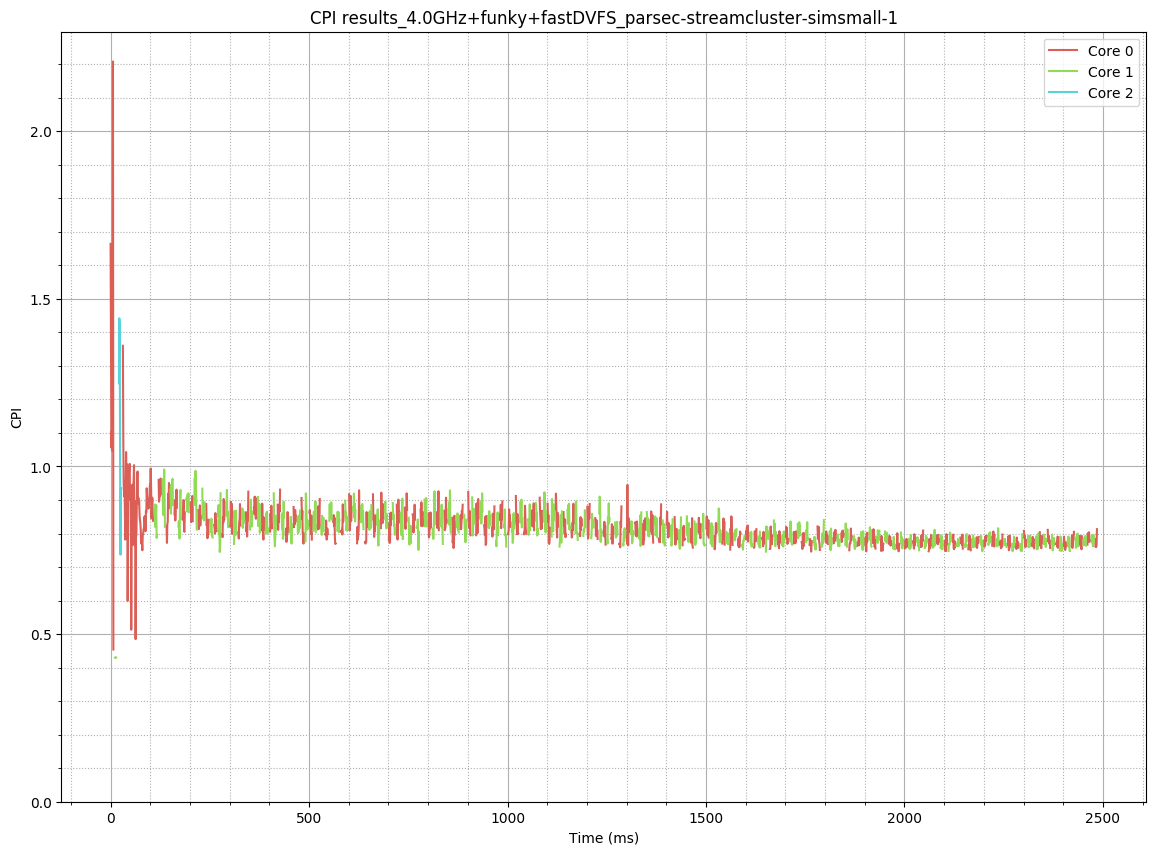 CPI results_4.0GHz+funky+fastDVFS_parsec-streamcluster-simsmall-1
Core 0
Core 1
Core 2
2.0
1.5
1.0
0.5
0.0
CPI
0
500
1000
1500
2000
2500
Time (ms)